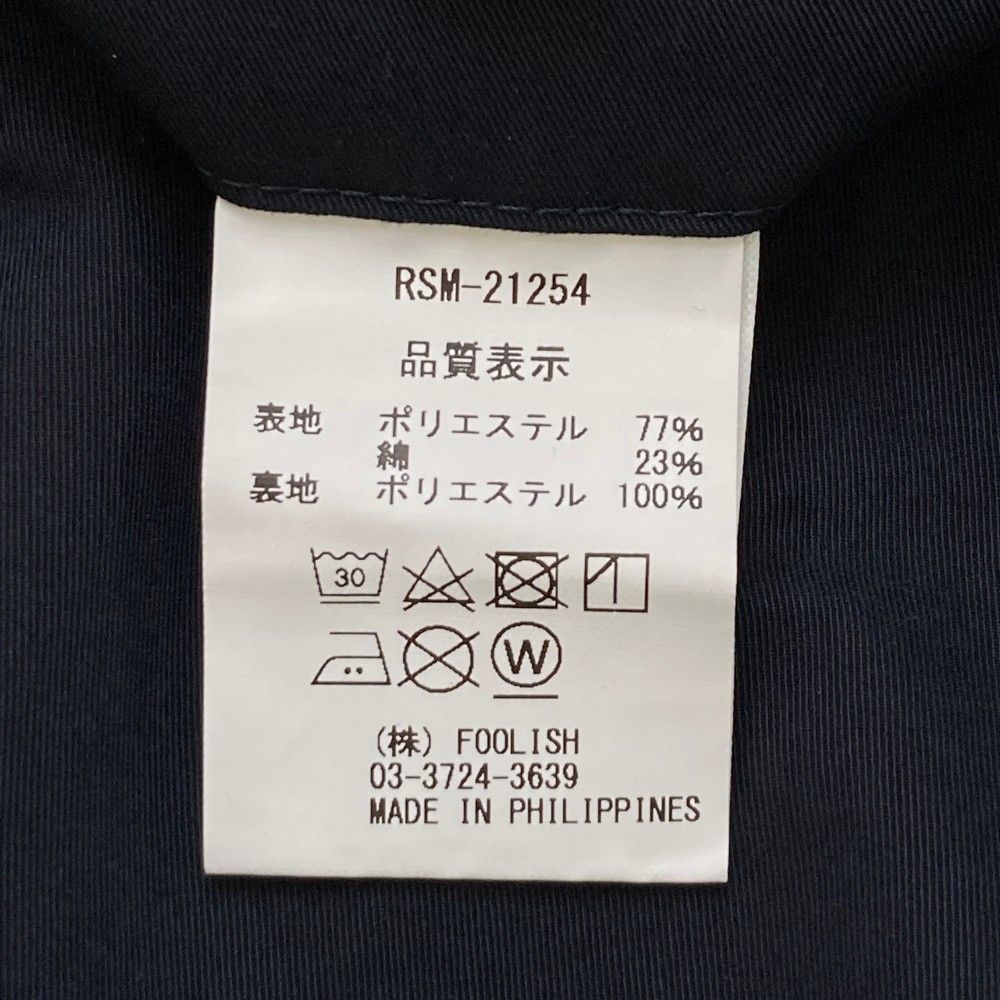 RSM-21254
品質表示
表地 ポリエステル 77%
綿 23%
裏地 ポリエステル 100%
30
W
(株) FOOLISH
03-3724-3639
MADE IN PHILIPPINES